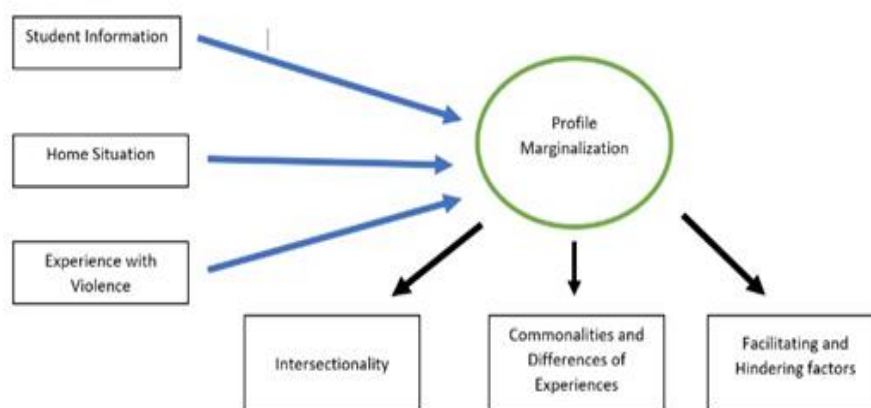 Student Information
Home Situation
Experience with
Violence
Profile
Marginalization
Intersectionality
Commonalities and
Differences of
Experiences
Facilitating and
Hindering factors